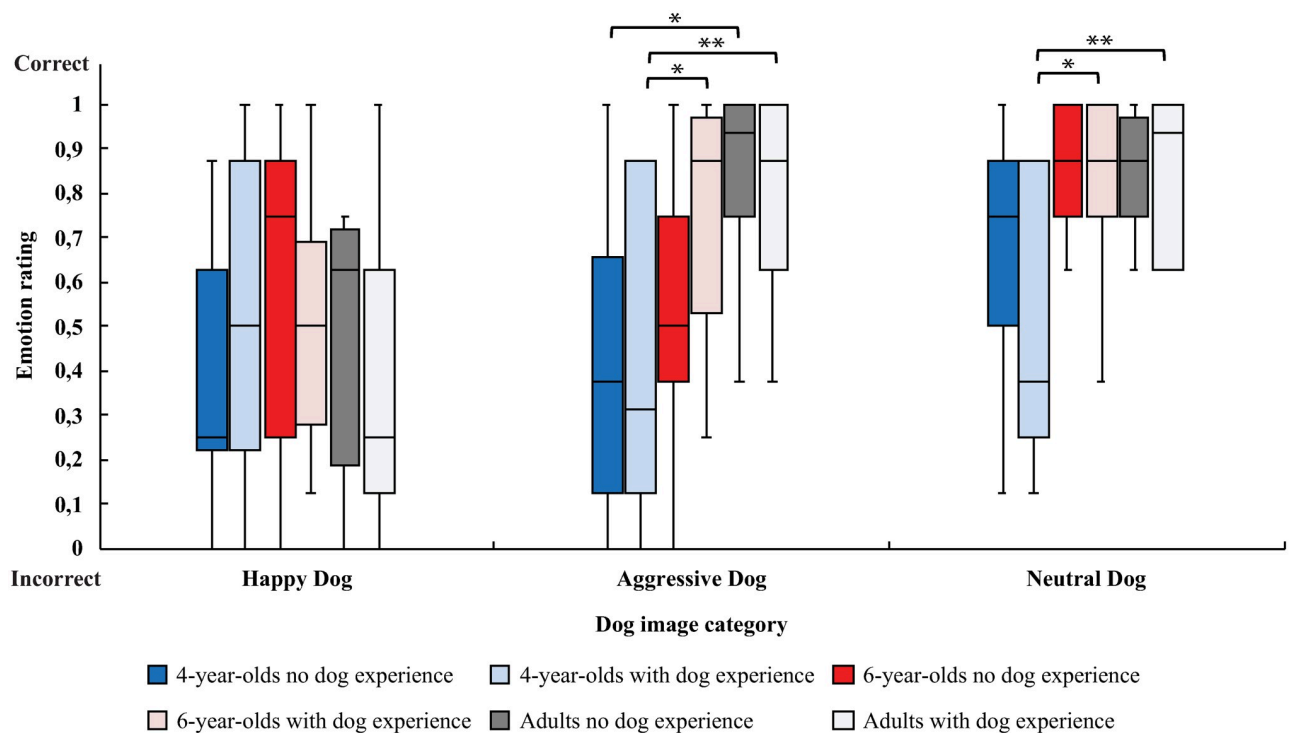 *
**
*
**
*
Correct
1
0,9
0,8
0,7
0,6
0,5
0,4
0,3
0,2
0,1
0
Emotion rating
Incorrect
Happy Dog
Aggressive Dog
Neutral Dog
Dog image category
4-year-olds no dog experience
4-year-olds with dog experience
6-year-olds no dog experience
6-year-olds with dog experience
Adults no dog experience
Adults with dog experience